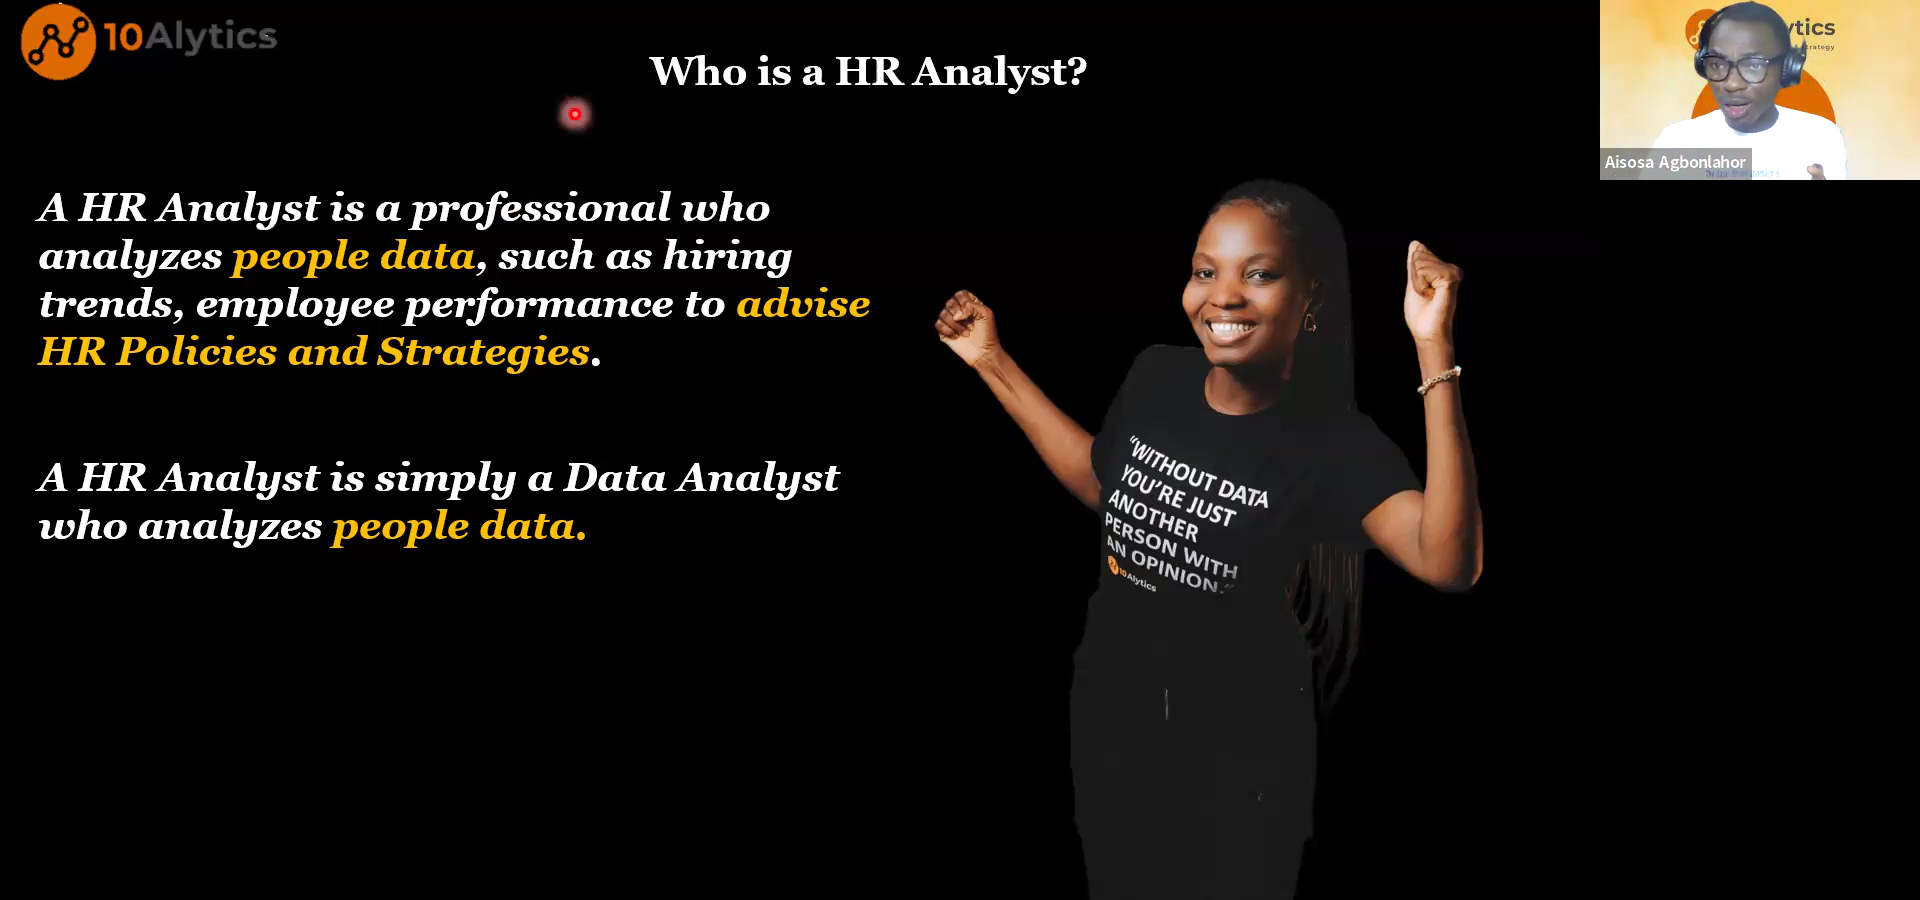 10Alytics
Who is a HR Analyst?
ytics
Aisosa Agbonlahor
A HR Analyst is a professional who
analyzes people data, such as hiring
trends, employee performance to advise
HR Policies and Strategies.
A HR Analyst is simply a Data Analyst
who analyzes people data.
"WITHOUT DATA
YOU'RE JUST
ANOTHER
PERSON WITH
AN OPINION."
10Alytics